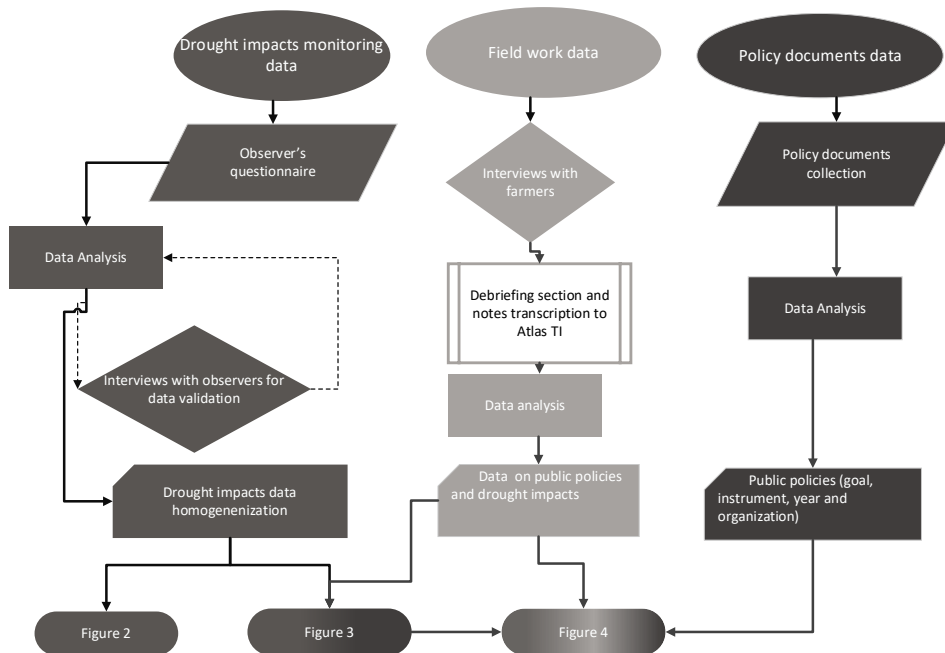 Drought impacts monitoring
data
Field work data
Policy documents data
Observer's
questionnaire
Interviews with
farmers
Policy documents
collection
Data Analysis
Debriefing section and
notes transcription to
Atlas TI
Data Analysis
Interviews with observers for
data validation
Data analysis
Drought impacts data
homogenenization
Data on public policies
and drought impacts
Public policies (goal,
instrument, year and
organization)
Figure 2
Figure 3
Figure 4